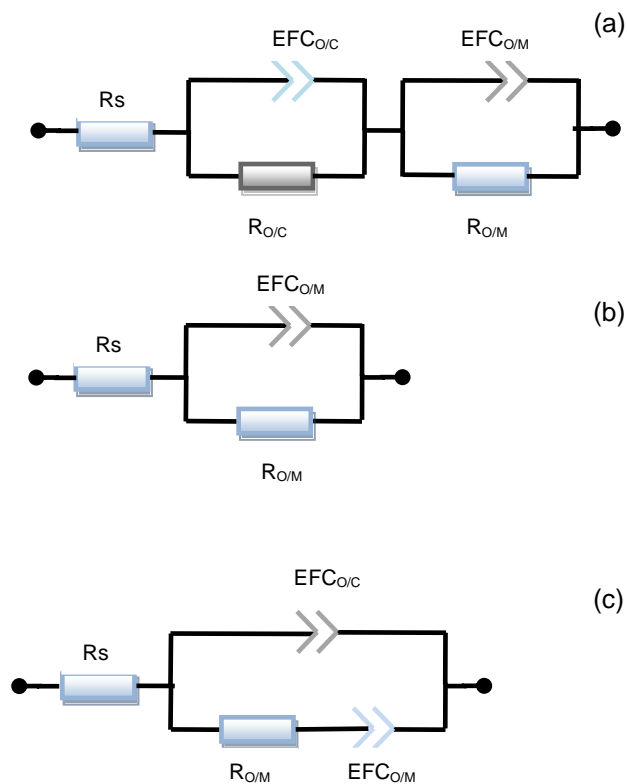 (a)
EFCO/C EFCO/M
Rs
RO/C RO/M
(b)
EFCO/M
Rs
RO/M
(c)
EFCO/C
Rs
RO/M EFCO/M